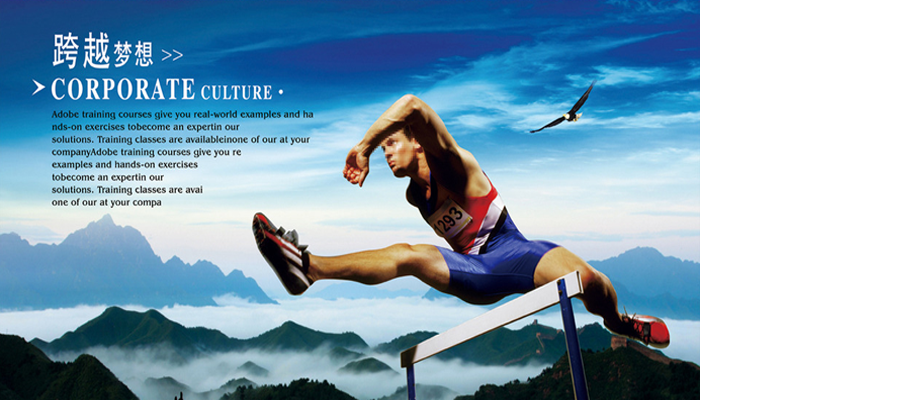 跨越梦想 >>
CORPORATE CULTURE •
Adobe training courses give you real-world examples and ha
nds-on exercises tobecome an expertin our
solutions. Training classes are availableinone of our at your
companyAdobe training courses give you re
examples and hands-on exercises
tobecome an expertin our
solutions. Training classes are avai
one of our at your compa
1293